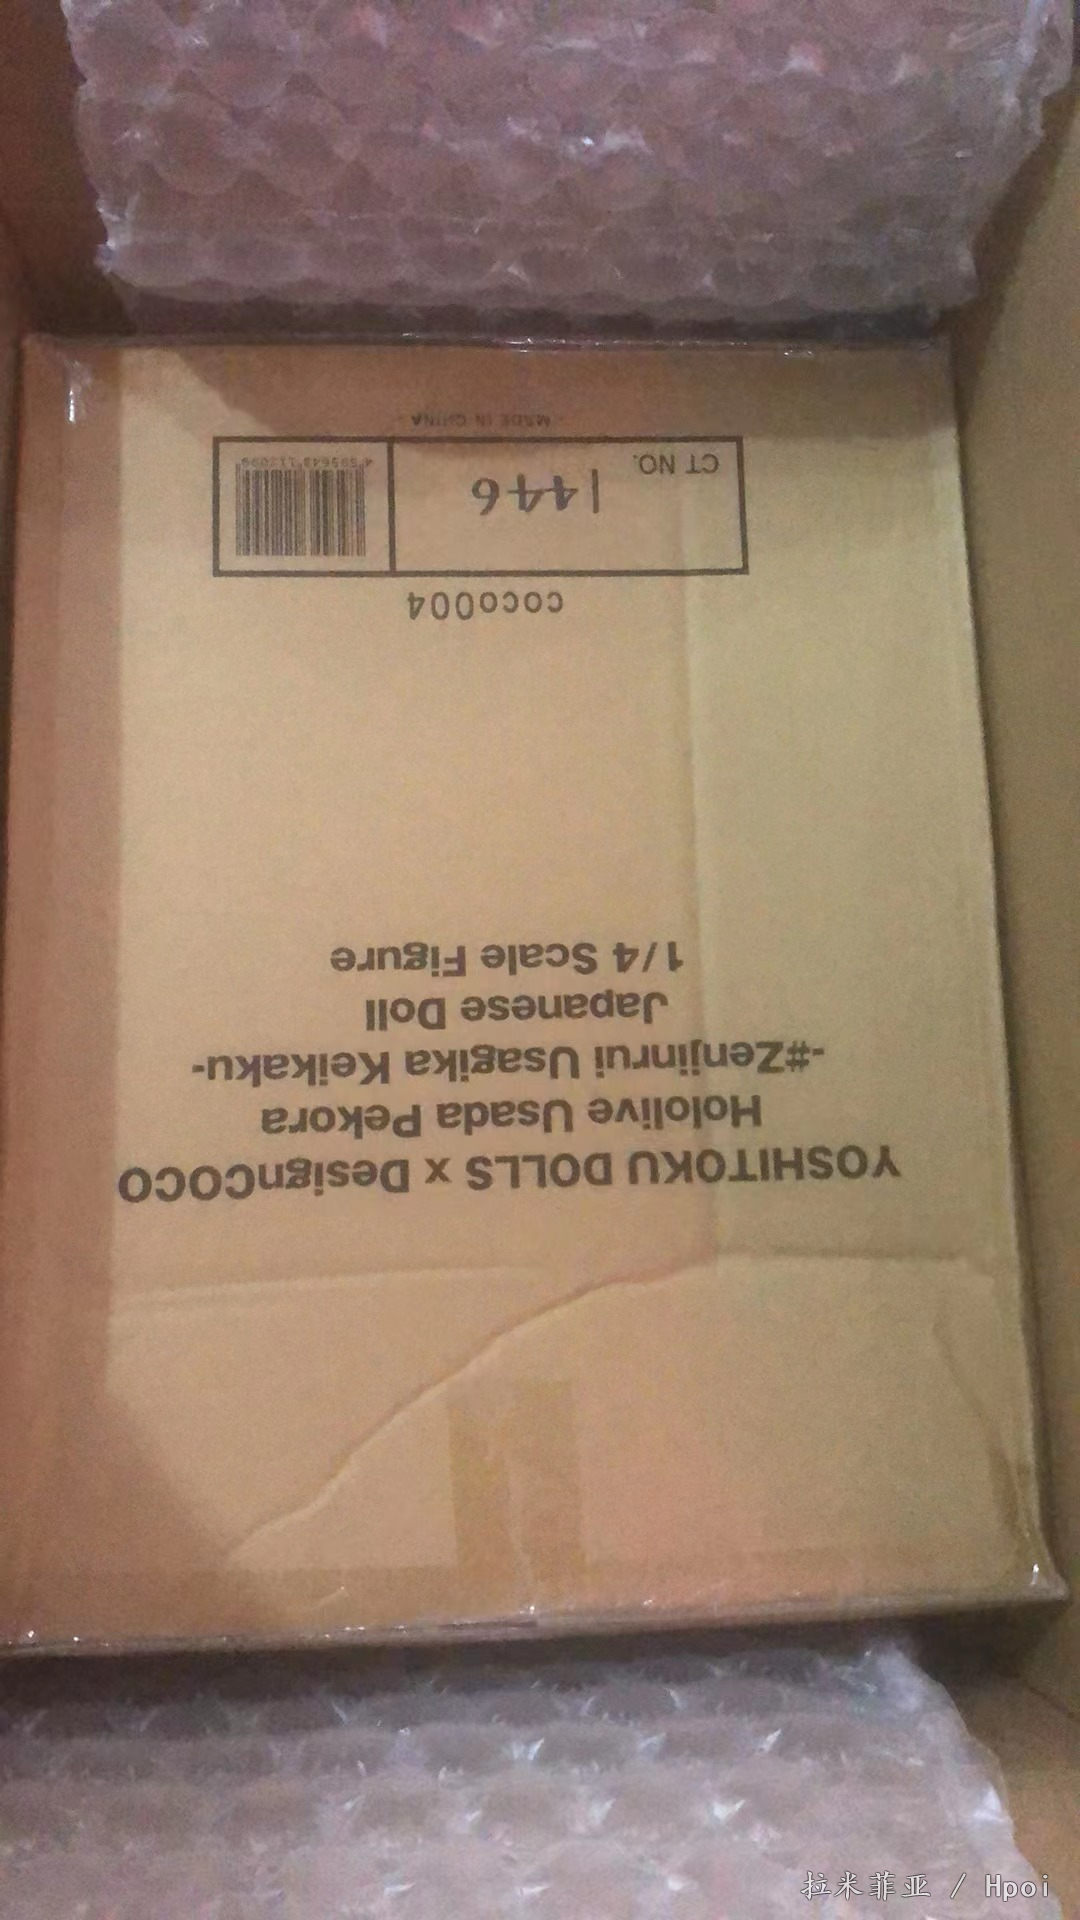 YOSHITOKU DOLLS x DesignCOCO
Hololive Usada Pekora
-#Zenjinrui Usagika Keikaku-
Japanese Doll
1/4 Scale Figure
coco004
CT NO. 1446
- MADE IN CHINA -
拉米菲亚 / Hpoi